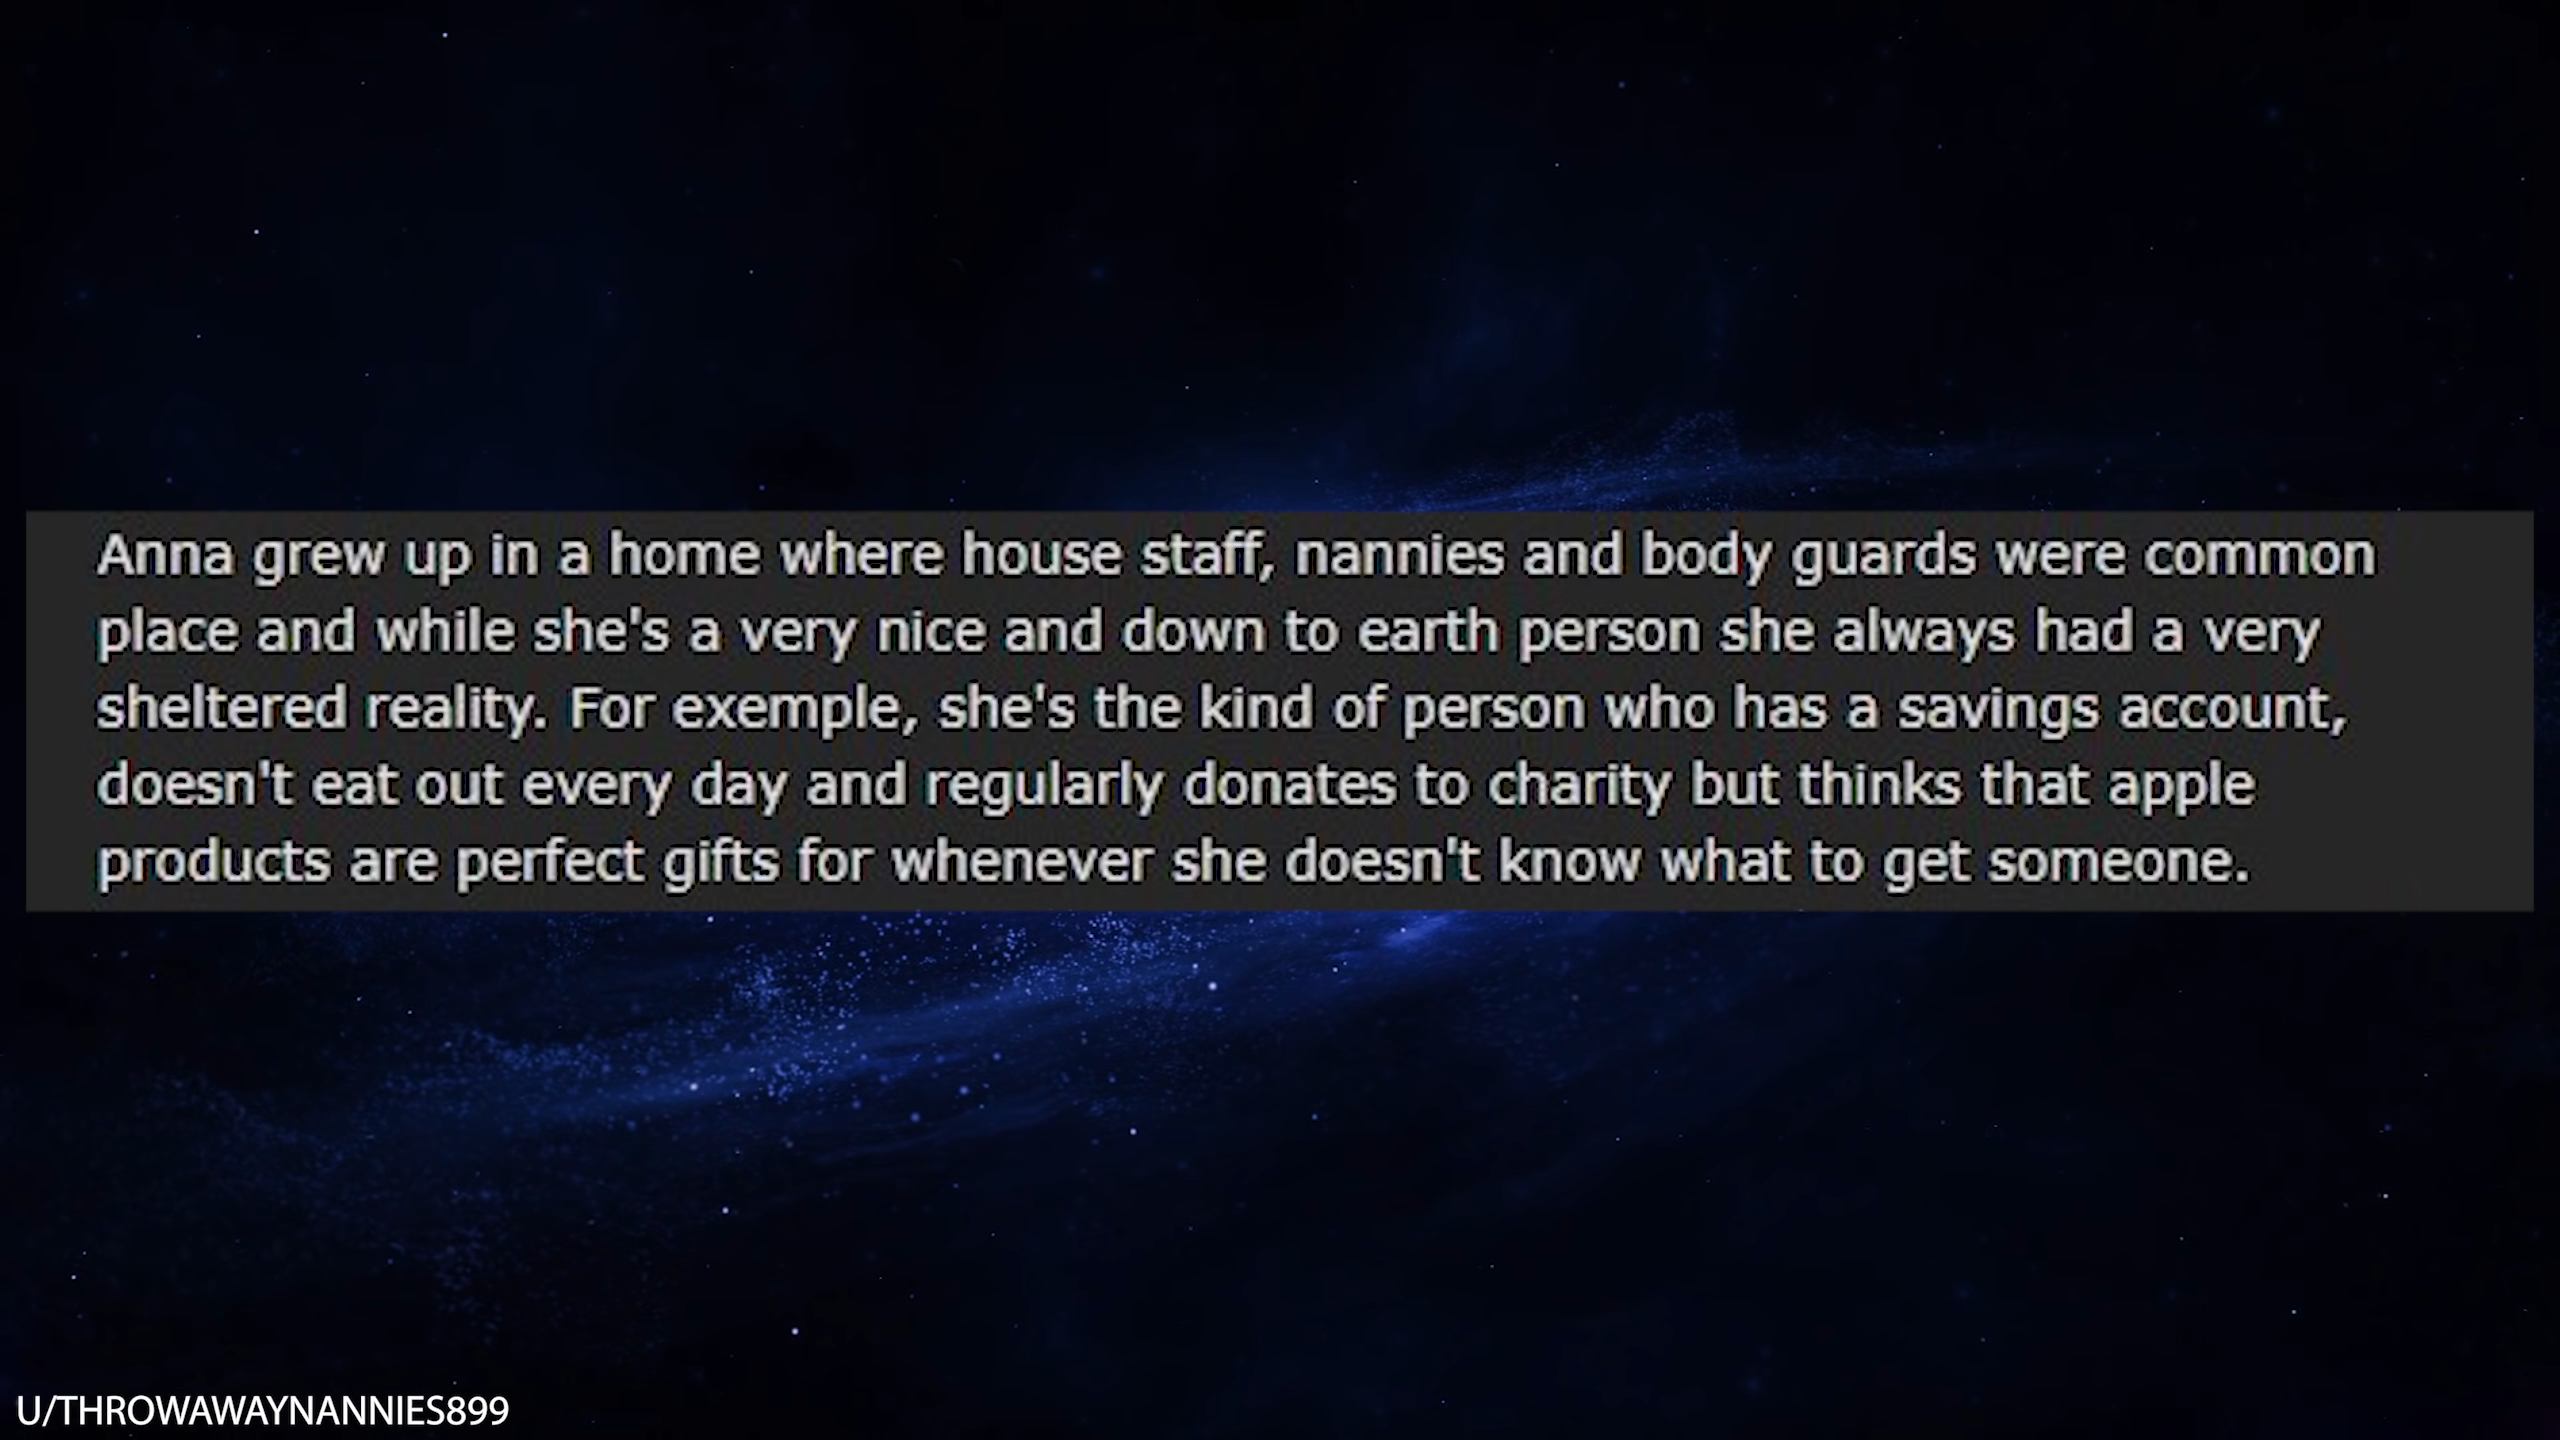 Anna grew up in a home where house staff, nannies and body guards were common
place and while she's a very nice and down to earth person she always had a very
sheltered reality. For exemple, she's the kind of person who has a savings account,
doesn't eat out every day and regularly donates to charity but thinks that apple
products are perfect gifts for whenever she doesn't know what to get someone.
U/THROWAWAYNANNIES899